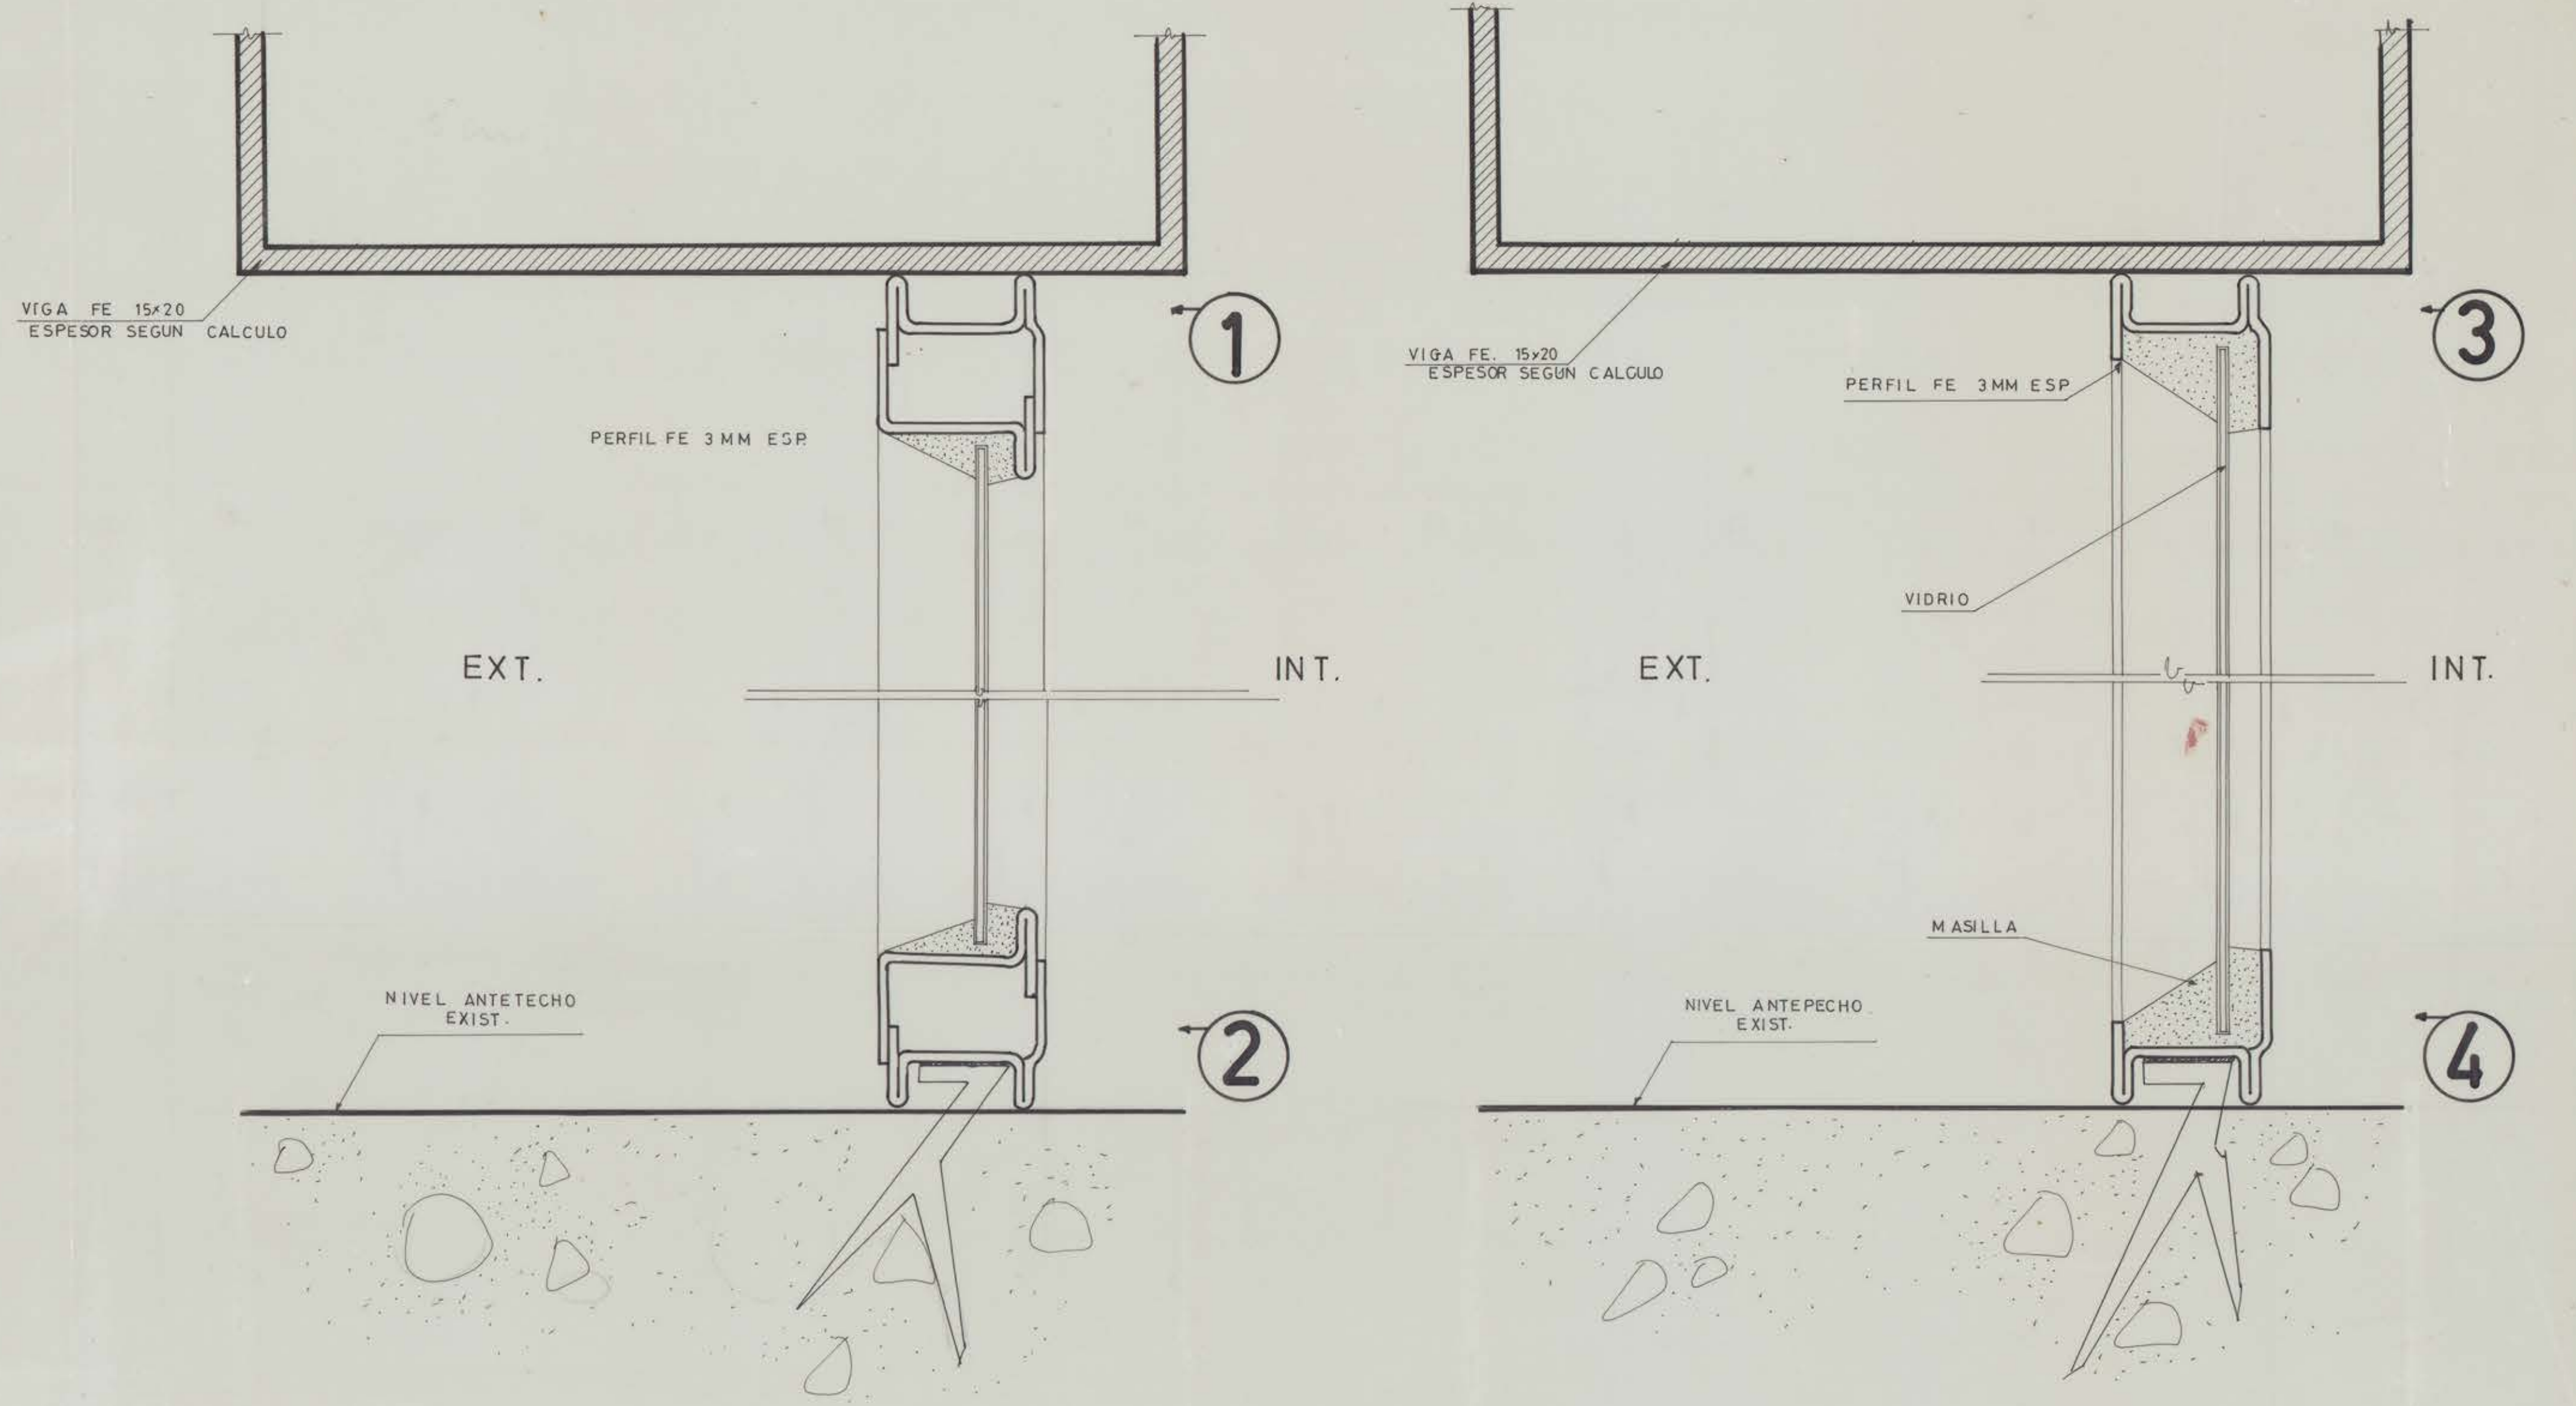 VIGA FE 15x20
ESPESOR SEGUN CALCULO
1
PERFIL FE 3MM ESP.
EXT.
INT.
NIVEL ANTETECHO
EXIST.
2
VIGA FE. 15x20
ESPESOR SEGUN CALCULO
3
PERFIL FE 3MM ESP
VIDRIO
EXT.
INT.
MASILLA
NIVEL ANTEPECHO
EXIST.
4